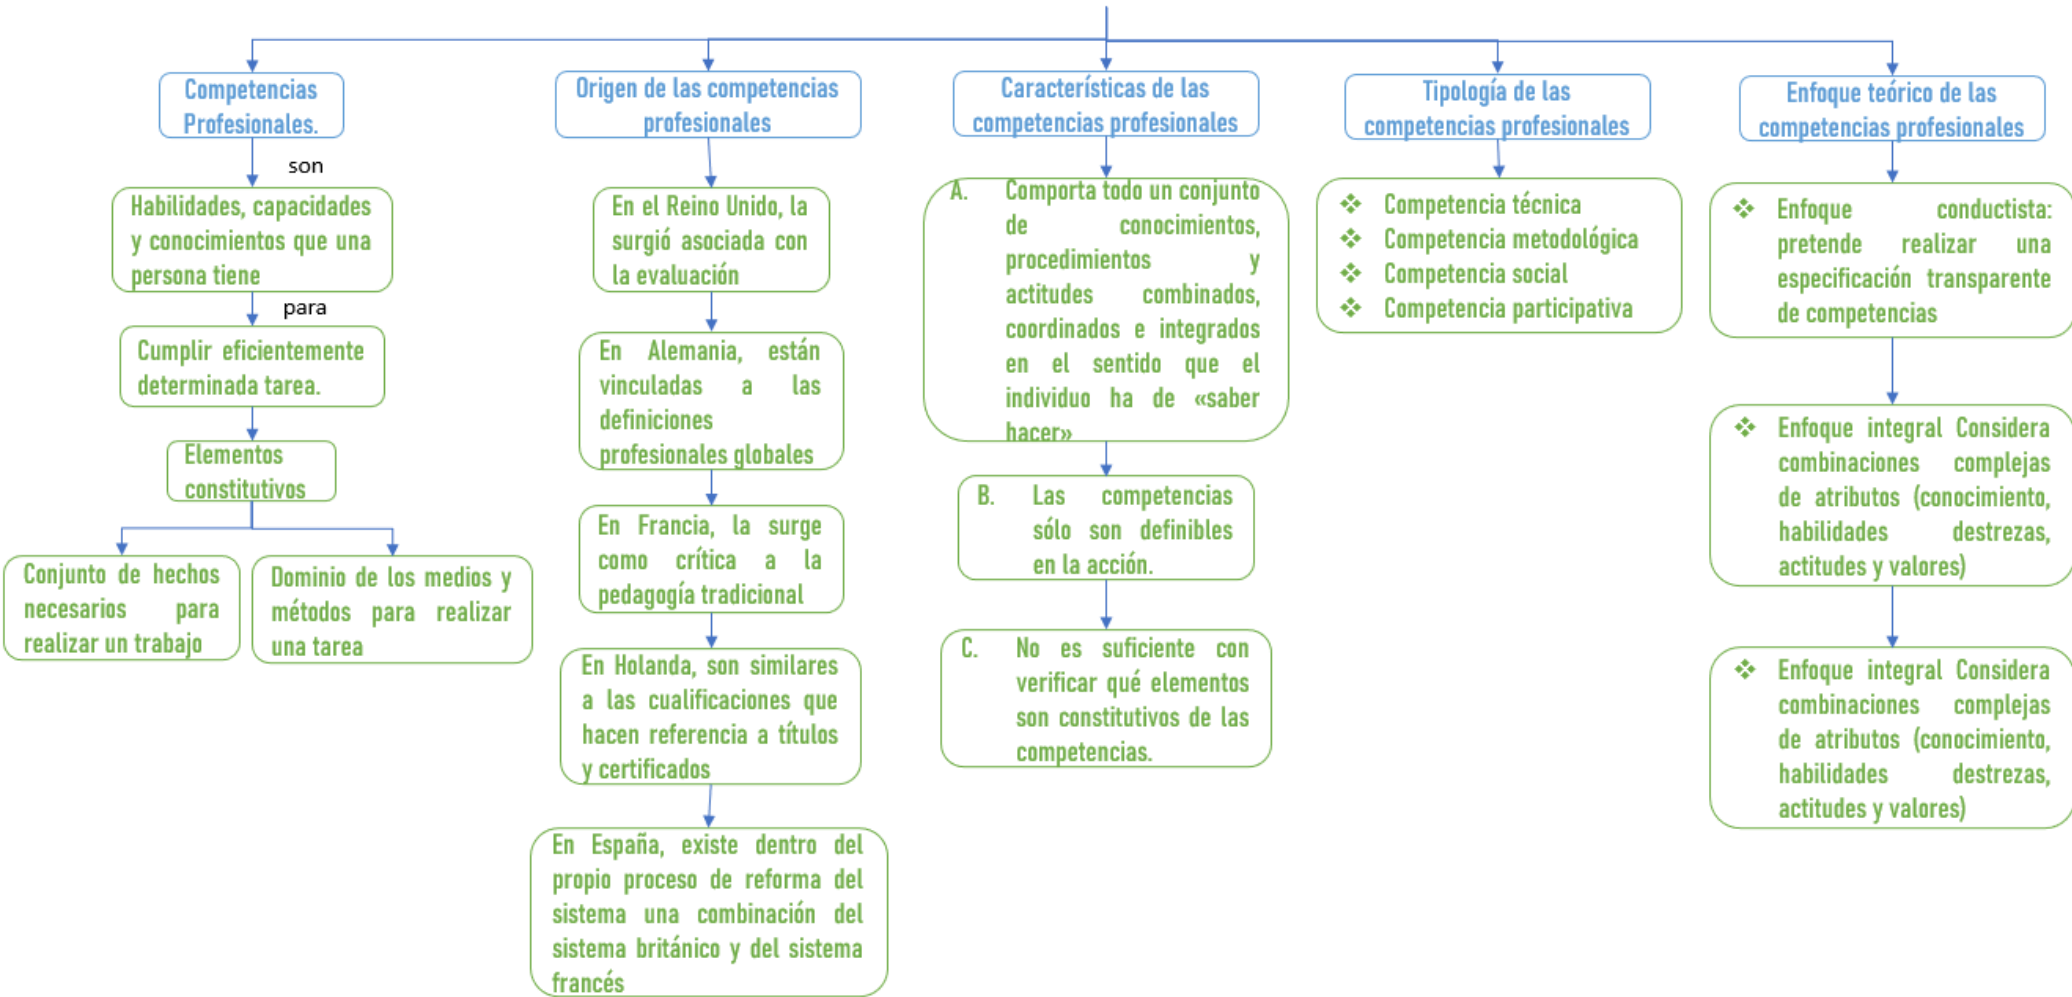 Competencias
Profesionales.
son
Habilidades, capacidades
y conocimientos que una
persona tiene
para
Cumplir eficientemente
determinada tarea.
Elementos
constitutivos
Conjunto de hechos
necesarios para
realizar un trabajo
Dominio de los medios y
métodos para realizar
una tarea
Origen de las competencias
profesionales
En el Reino Unido, la
surgió asociada con
la evaluación
En Alemania, están
vinculadas a las
definiciones
profesionales globales
En Francia, la surge
como crítica a la
pedagogía tradicional
En Holanda, son similares
a las cualificaciones que
hacen referencia a títulos
y certificados
En España, existe dentro del
propio proceso de reforma del
sistema una combinación del
sistema británico y del sistema
francés
Características de las
competencias profesionales
A. Comporta todo un conjunto
de conocimientos,
procedimientos y
actitudes combinados,
coordinados e integrados
en el sentido que el
individuo ha de «saber
hacer»
B. Las competencias
sólo son definibles
en la acción.
C. No es suficiente con
verificar qué elementos
son constitutivos de las
competencias.
Tipología de las
competencias profesionales
❖ Competencia técnica
❖ Competencia metodológica
❖ Competencia social
❖ Competencia participativa
Enfoque teórico de las
competencias profesionales
❖ Enfoque conductista:
pretende realizar una
especificación transparente
de competencias
❖ Enfoque integral Considera
combinaciones complejas
de atributos (conocimiento,
habilidades destrezas,
actitudes y valores)
❖ Enfoque integral Considera
combinaciones complejas
de atributos (conocimiento,
habilidades destrezas,
actitudes y valores)